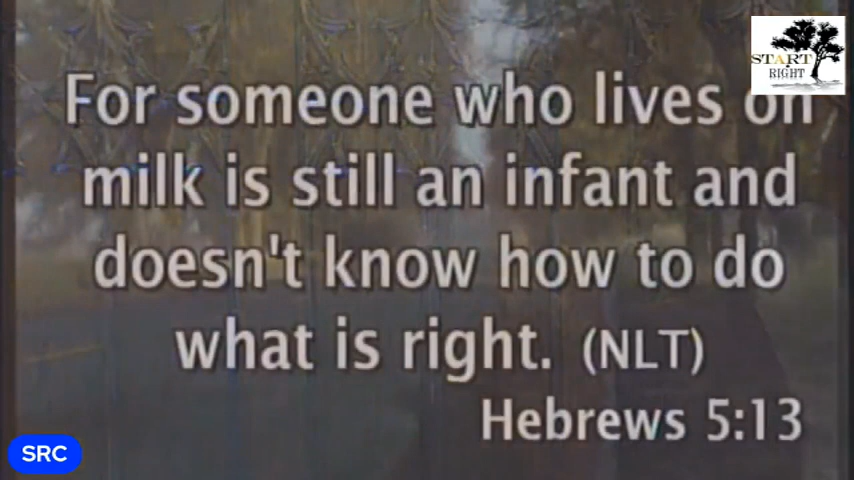 START
RIGHT
For someone who lives on
milk is still an infant and
doesn't know how to do
what is right. (NLT)
Hebrews 5:13
SRC